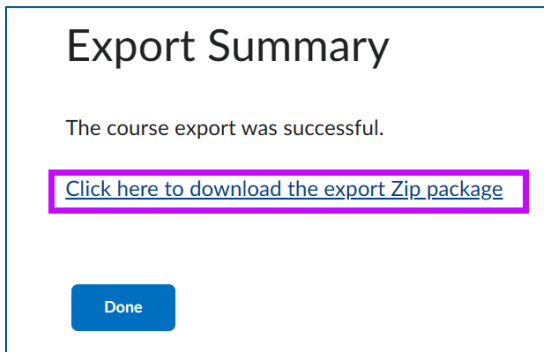 Export Summary
The course export was successful.
Click here to download the export Zip package
Done